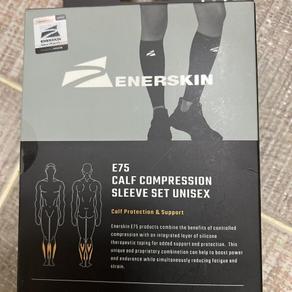 ENERSKIN
ENERSKIN
E75
CALF COMPRESSION
SLEEVE SET UNISEX
Calf Protection & Support
Enerskin E75 products combine the benefits of controlled
compression with an integrated layer of silicone
therapeutic taping for added support and protection. This
unique and proprietary combination can help to boost power
and endurance while simultaneously reducing fatigue and
strain.